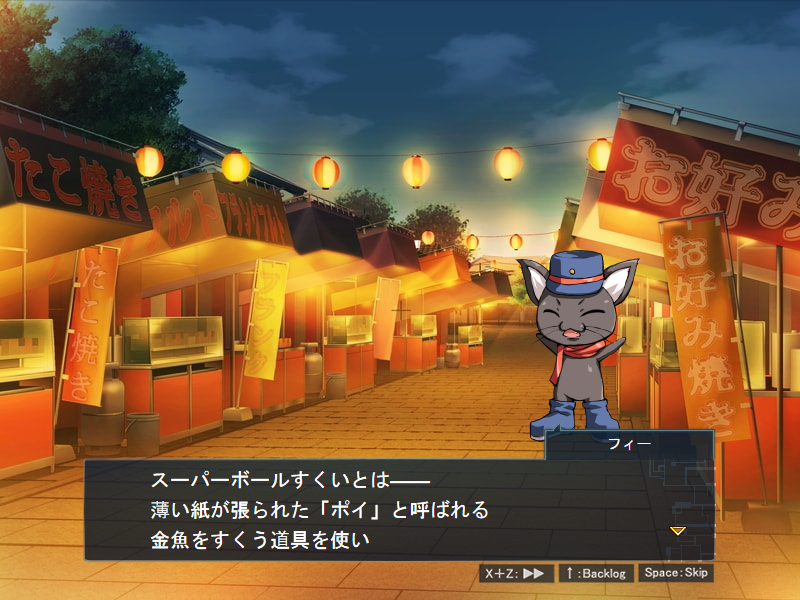 たこ焼き
フランクフルト
お好み
たこ焼き
フランク
お好み焼き
フィー
スーパーボールすくいとは――
薄い紙が張られた「ポイ」と呼ばれる
金魚をすくう道具を使い
X+Z:▶▶ ↑:Backlog Space:Skip